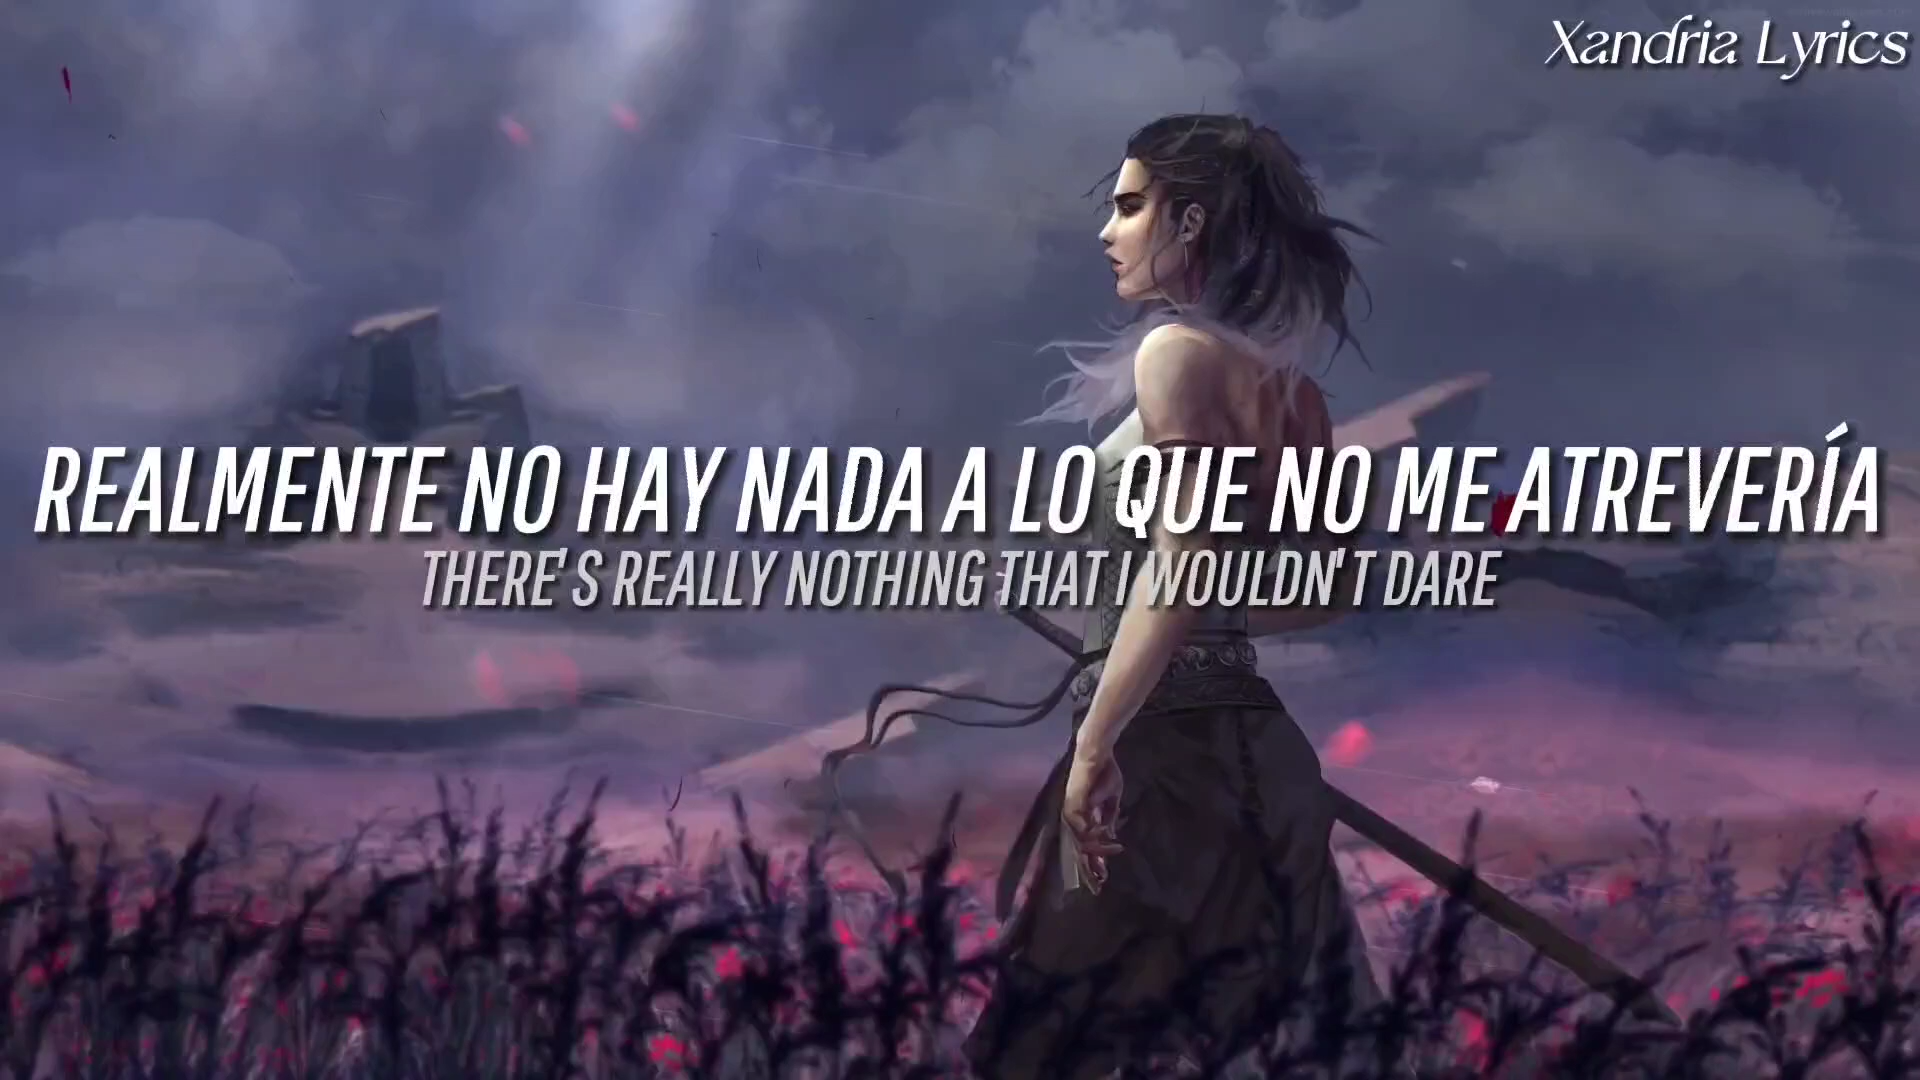 Xandria Lyrics
REALMENTE NO HAY NADA A LO QUE NO ME ATREVERÍA
THERE'S REALLY NOTHING THAT I WOULDN'T DARE